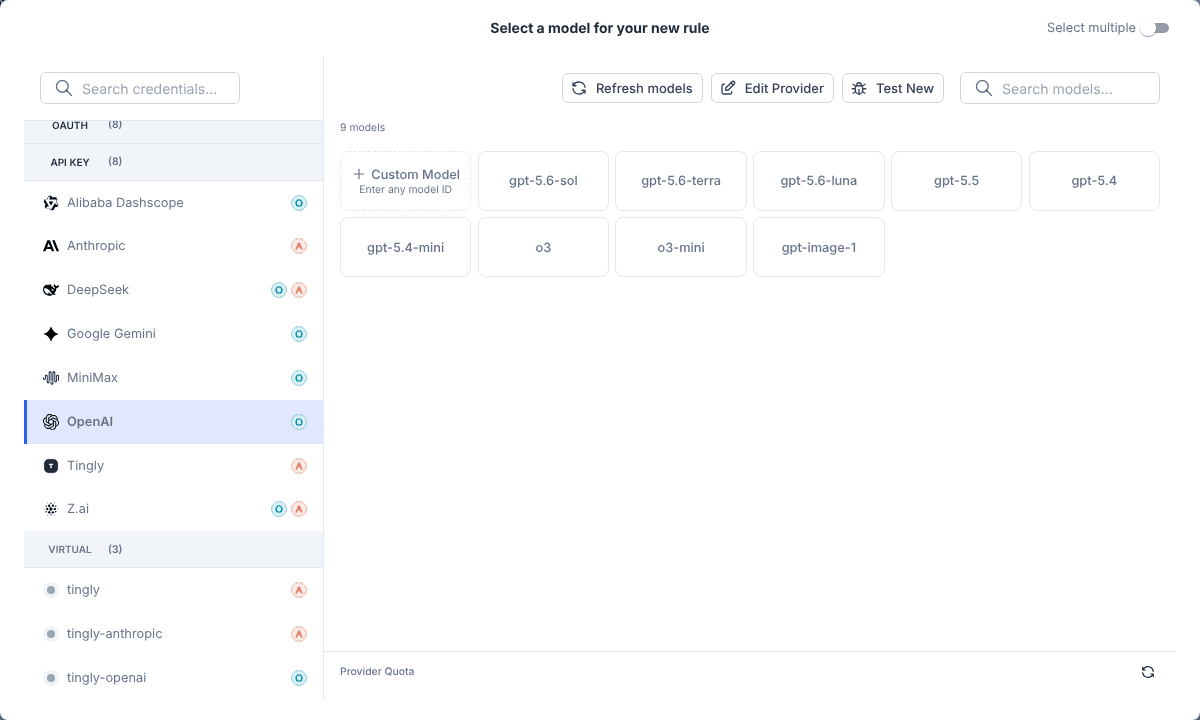 Select a model for your new rule
Select multiple
Search credentials...
OAUTH (8)
API KEY (8)
Alibaba Dashscope O
Anthropic A
DeepSeek O A
Google Gemini O
MiniMax O
OpenAI O
Tingly A
Z.ai O A
VIRTUAL (3)
tingly A
tingly-anthropic A
tingly-openai O
Refresh models
Edit Provider
Test New
Search models...
9 models
Custom Model
Enter any model ID
gpt-5.6-sol
gpt-5.6-terra
gpt-5.6-luna
gpt-5.5
gpt-5.4
gpt-5.4-mini
o3
o3-mini
gpt-image-1
Provider Quota